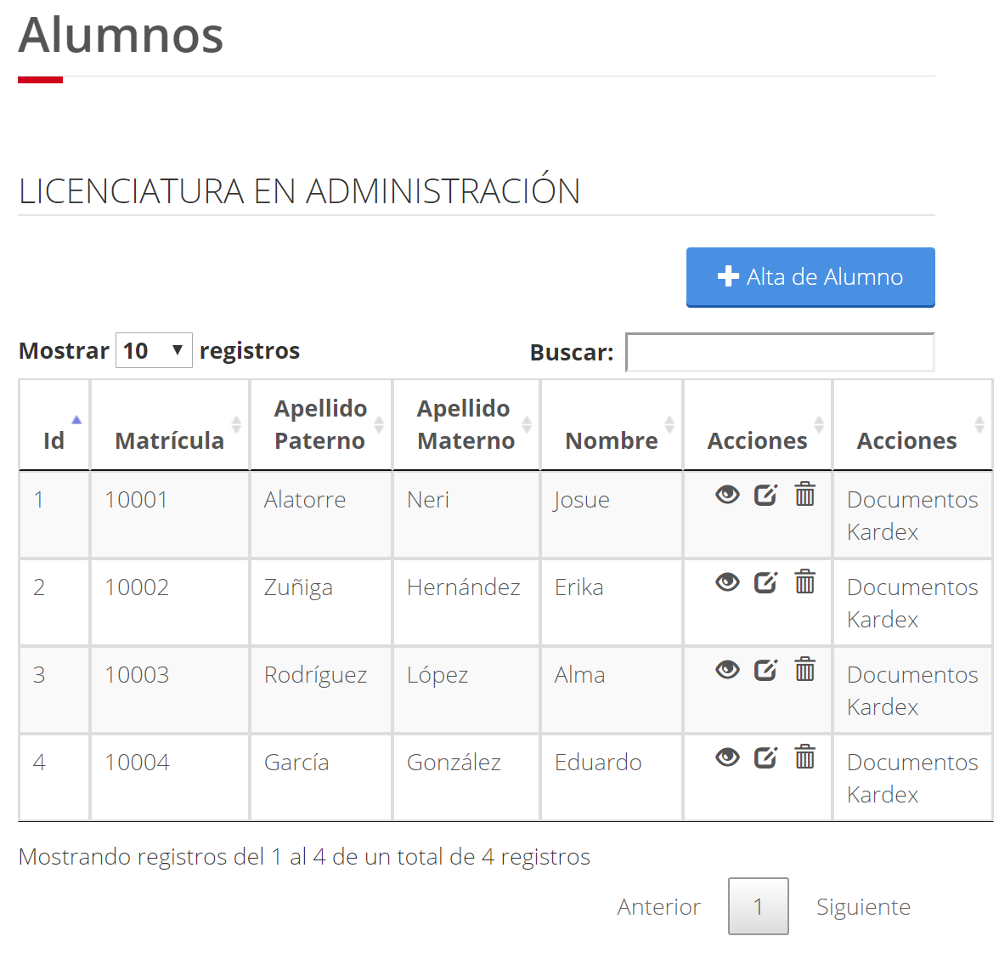 Alumnos
LICENCIATURA EN ADMINISTRACIÓN
Alta de Alumno
Mostrar 10 registros Buscar:
Id Matrícula Apellido Paterno Apellido Materno Nombre Acciones Acciones
1 10001 Alatorre Neri Josue Documentos
Kardex
2 10002 Zuñiga Hernández Erika Documentos
Kardex
3 10003 Rodríguez López Alma Documentos
Kardex
4 10004 García González Eduardo Documentos
Kardex
Mostrando registros del 1 al 4 de un total de 4 registros
Anterior 1 Siguiente